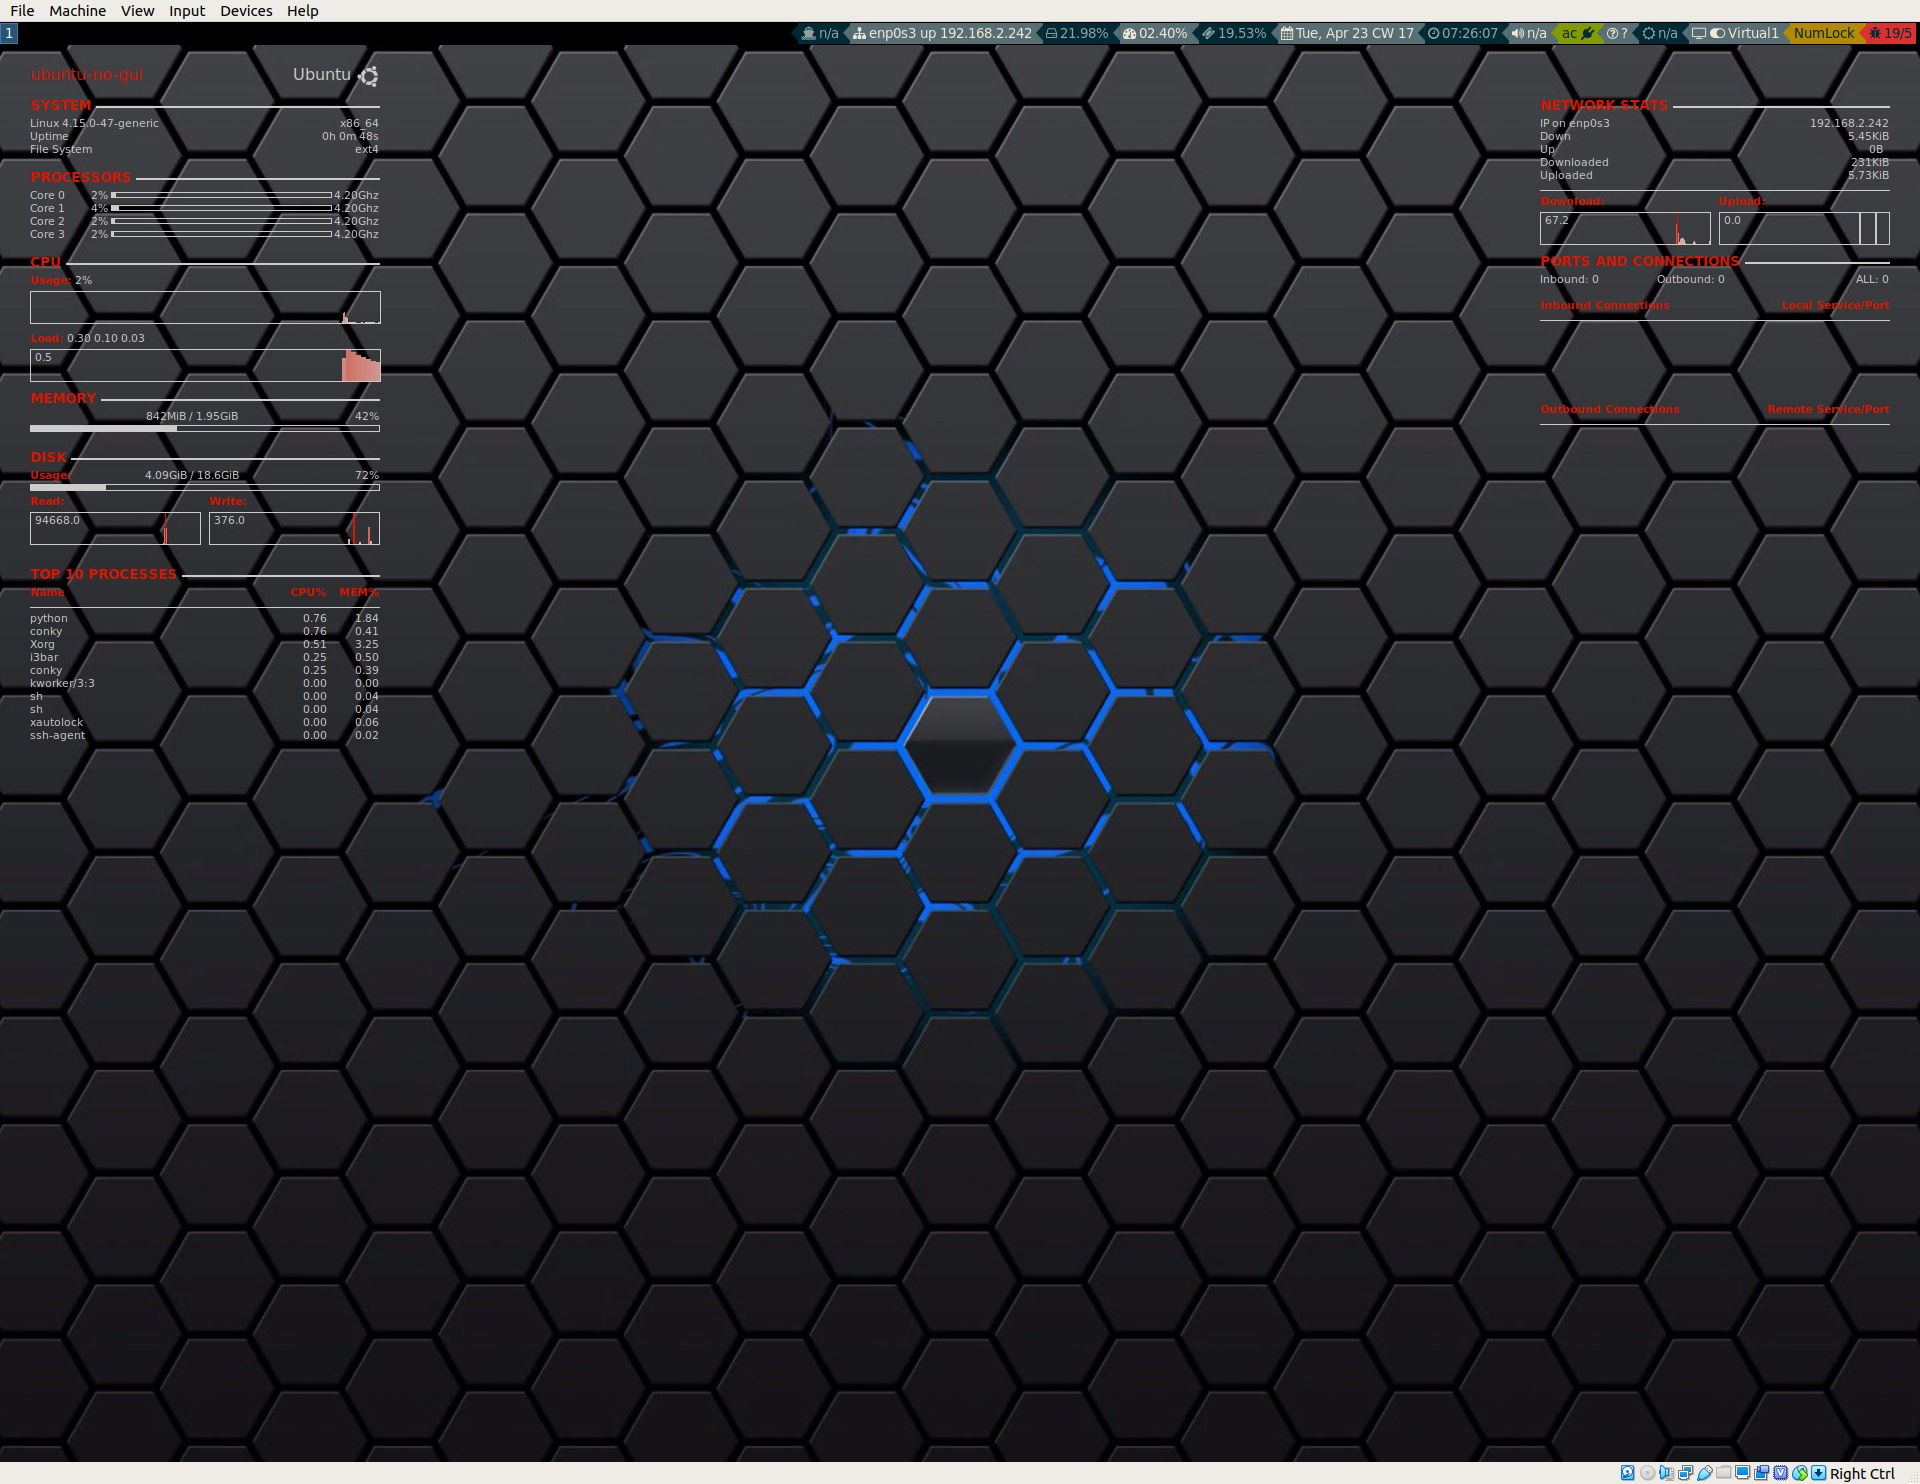 File Machine View Input Devices Help
1
n/a enp0s3 up 192.168.2.242 21.98% 02.40% 19.53% Tue, Apr 23 CW 17 07:26:07 n/a ac ? n/a Virtual1 NumLock 19/5
ubuntu-no-gui Ubuntu
SYSTEM
Linux 4.15.0-47-generic x86_64
Uptime 0h 0m 48s
File System ext4
PROCESSORS
Core 0 2% 4.20Ghz
Core 1 4% 4.20Ghz
Core 2 2% 4.20Ghz
Core 3 2% 4.20Ghz
CPU
Usage: 2%
Load: 0.30 0.10 0.03
0.5
MEMORY
842MiB / 1.95GiB 42%
DISK
Usage: 4.09GiB / 18.6GiB 72%
Read: Write:
94668.0 376.0
TOP 10 PROCESSES
Name CPU% MEM%
python 0.76 1.84
conky 0.76 0.41
Xorg 0.51 3.25
i3bar 0.25 0.50
conky 0.25 0.39
kworker/3:3 0.00 0.00
sh 0.00 0.04
sh 0.00 0.04
xautolock 0.00 0.06
ssh-agent 0.00 0.02
NETWORK STATS
IP on enp0s3 192.168.2.242
Down 5.45KiB
Up 0B
Downloaded 231KiB
Uploaded 5.73KiB
Download: Upload:
67.2 0.0
PORTS AND CONNECTIONS
Inbound: 0 Outbound: 0 ALL: 0
Inbound Connections Local Service/Port
Outbound Connections Remote Service/Port
Right Ctrl